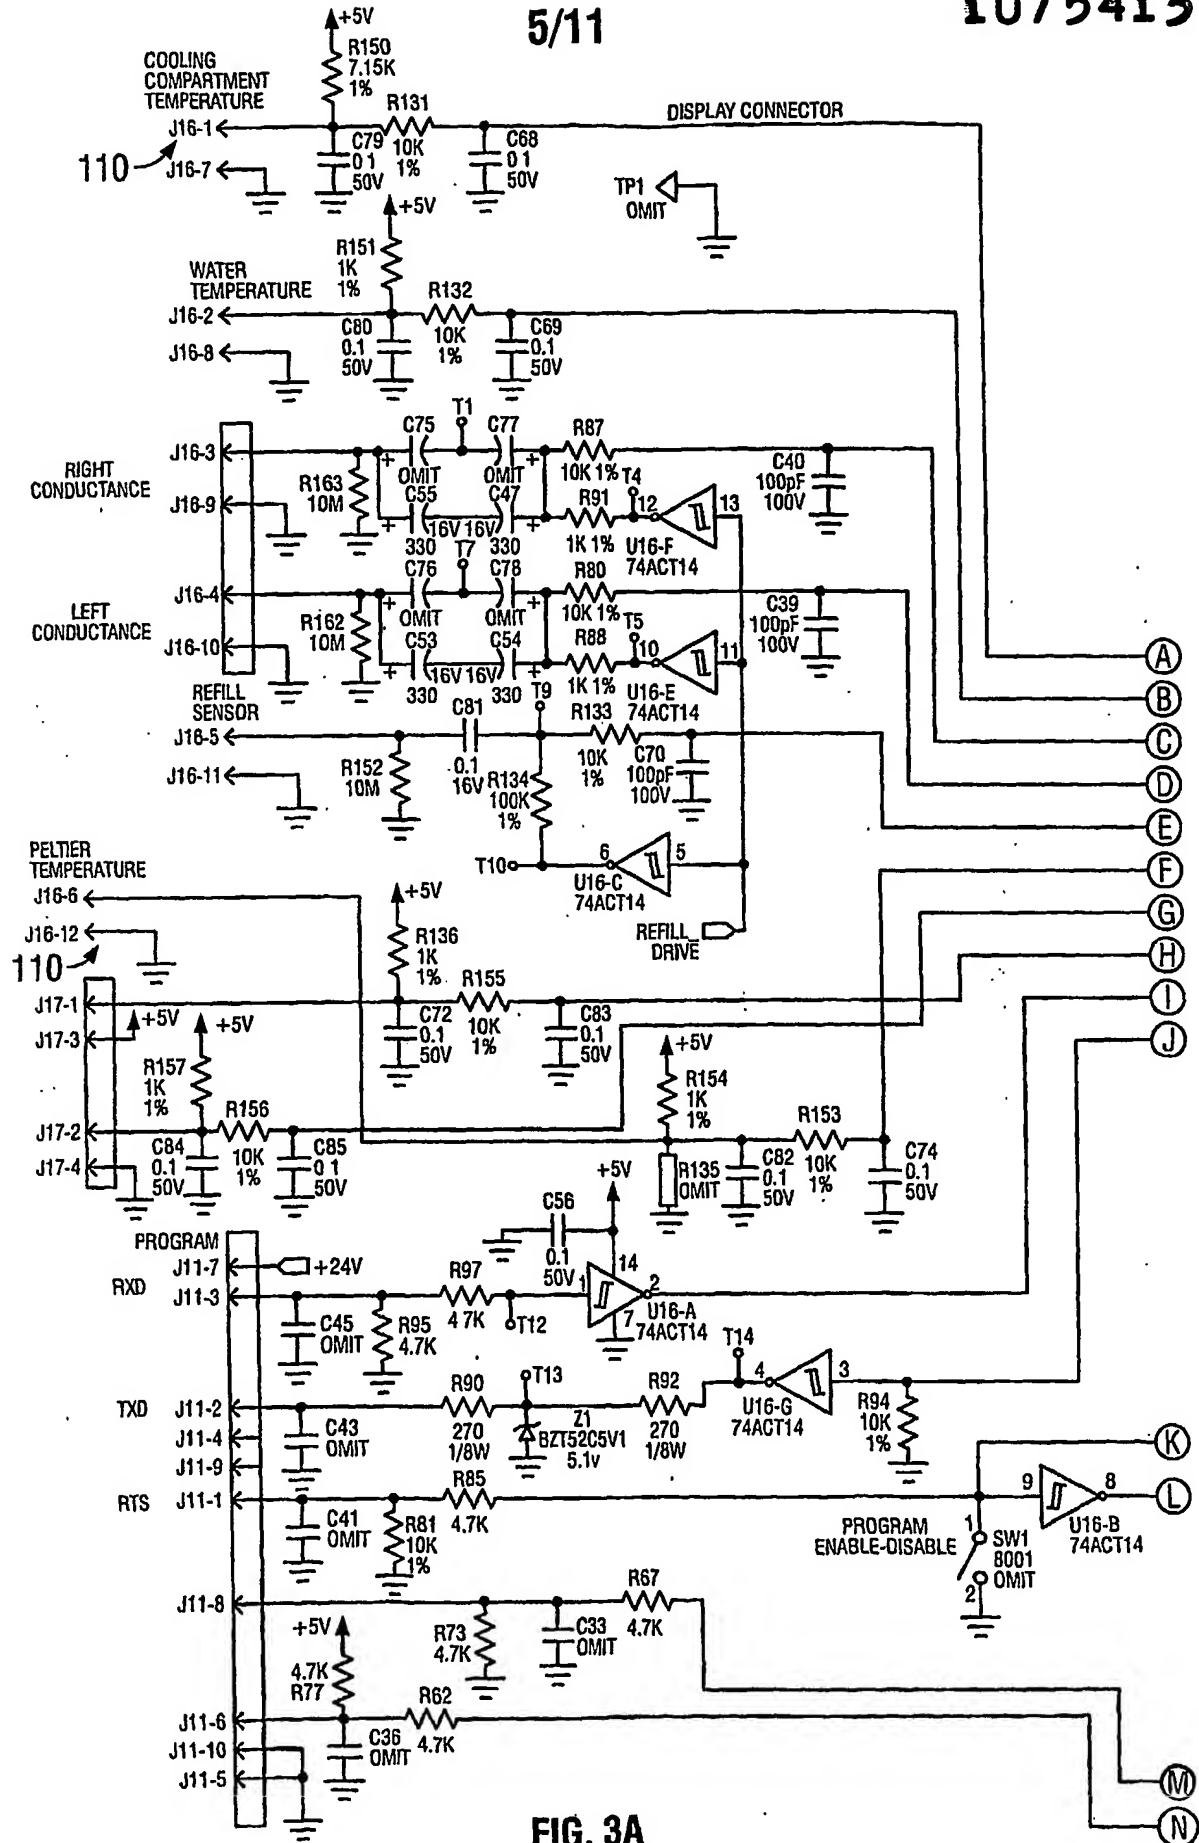 5/11
1075413
+5V
R150
7.15K
1%
COOLING
COMPARTMENT
TEMPERATURE
J16-1
110
J16-7
R131
10K
1%
C79
0 1
50V
C68
0 1
50V
DISPLAY CONNECTOR
TP1
OMIT
+5V
R151
1K
1%
WATER
TEMPERATURE
J16-2
J16-8
R132
10K
1%
C80
0.1
50V
C69
0.1
50V
RIGHT
CONDUCTANCE
J16-3
J16-9
R163
10M
C75
OMIT
T1
C77
OMIT
C55
330
16V 16V
C47
330
R87
10K 1%
R91
1K 1%
T4
12
13
U16-F
74ACT14
C40
100pF
100V
LEFT
CONDUCTANCE
J16-4
J16-10
R162
10M
C76
OMIT
T7
C78
OMIT
C53
330
16V 16V
C54
330
R80
10K 1%
R88
1K 1%
T5
10
11
U16-E
74ACT14
C39
100pF
100V
REFILL
SENSOR
J16-5
J16-11
R152
10M
C81
0.1
16V
T9
R133
10K
1%
R134
100K
1%
C70
100pF
100V
T10
6
5
U16-C
74ACT14
REFILL
DRIVE
PELTIER
TEMPERATURE
J16-6
J16-12
110
J17-1
J17-3
+5V
J17-2
J17-4
+5V
R136
1K
1%
R155
10K
1%
C72
0.1
50V
C83
0.1
50V
+5V
R157
1K
1%
R156
10K
1%
C84
0.1
50V
C85
0 1
50V
+5V
R154
1K
1%
R135
OMIT
C82
0.1
50V
R153
10K
1%
C74
0.1
50V
+5V
C56
0.1
50V
PROGRAM
J11-7
+24V
RXD
J11-3
C45
OMIT
R95
4.7K
R97
4 7K
T12
1
14
2
7
U16-A
74ACT14
TXD
J11-2
J11-4
J11-9
C43
OMIT
R90
270
1/8W
T13
Z1
BZT52C5V1
5.1v
R92
270
1/8W
T14
4
3
U16-G
74ACT14
R94
10K
1%
RTS
J11-1
C41
OMIT
R81
10K
1%
R85
4.7K
PROGRAM
ENABLE-DISABLE
1
2
SW1
8001
OMIT
9
8
U16-B
74ACT14
J11-8
R73
4.7K
C33
OMIT
R67
4.7K
+5V
4.7K
R77
J11-6
J11-10
J11-5
C36
OMIT
R62
4.7K
A
B
C
D
E
F
G
H
I
J
K
L
M
N
FIG. 3A